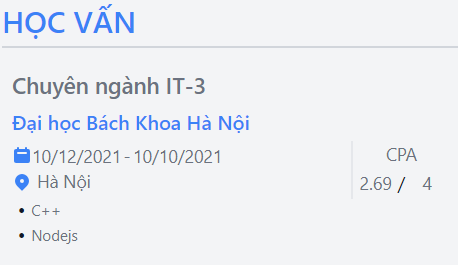 HỌC VẤN
Chuyên ngành IT-3
Đại học Bách Khoa Hà Nội
10/12/2021 - 10/10/2021
CPA
Hà Nội
2.69 / 4
• C++
• Nodejs